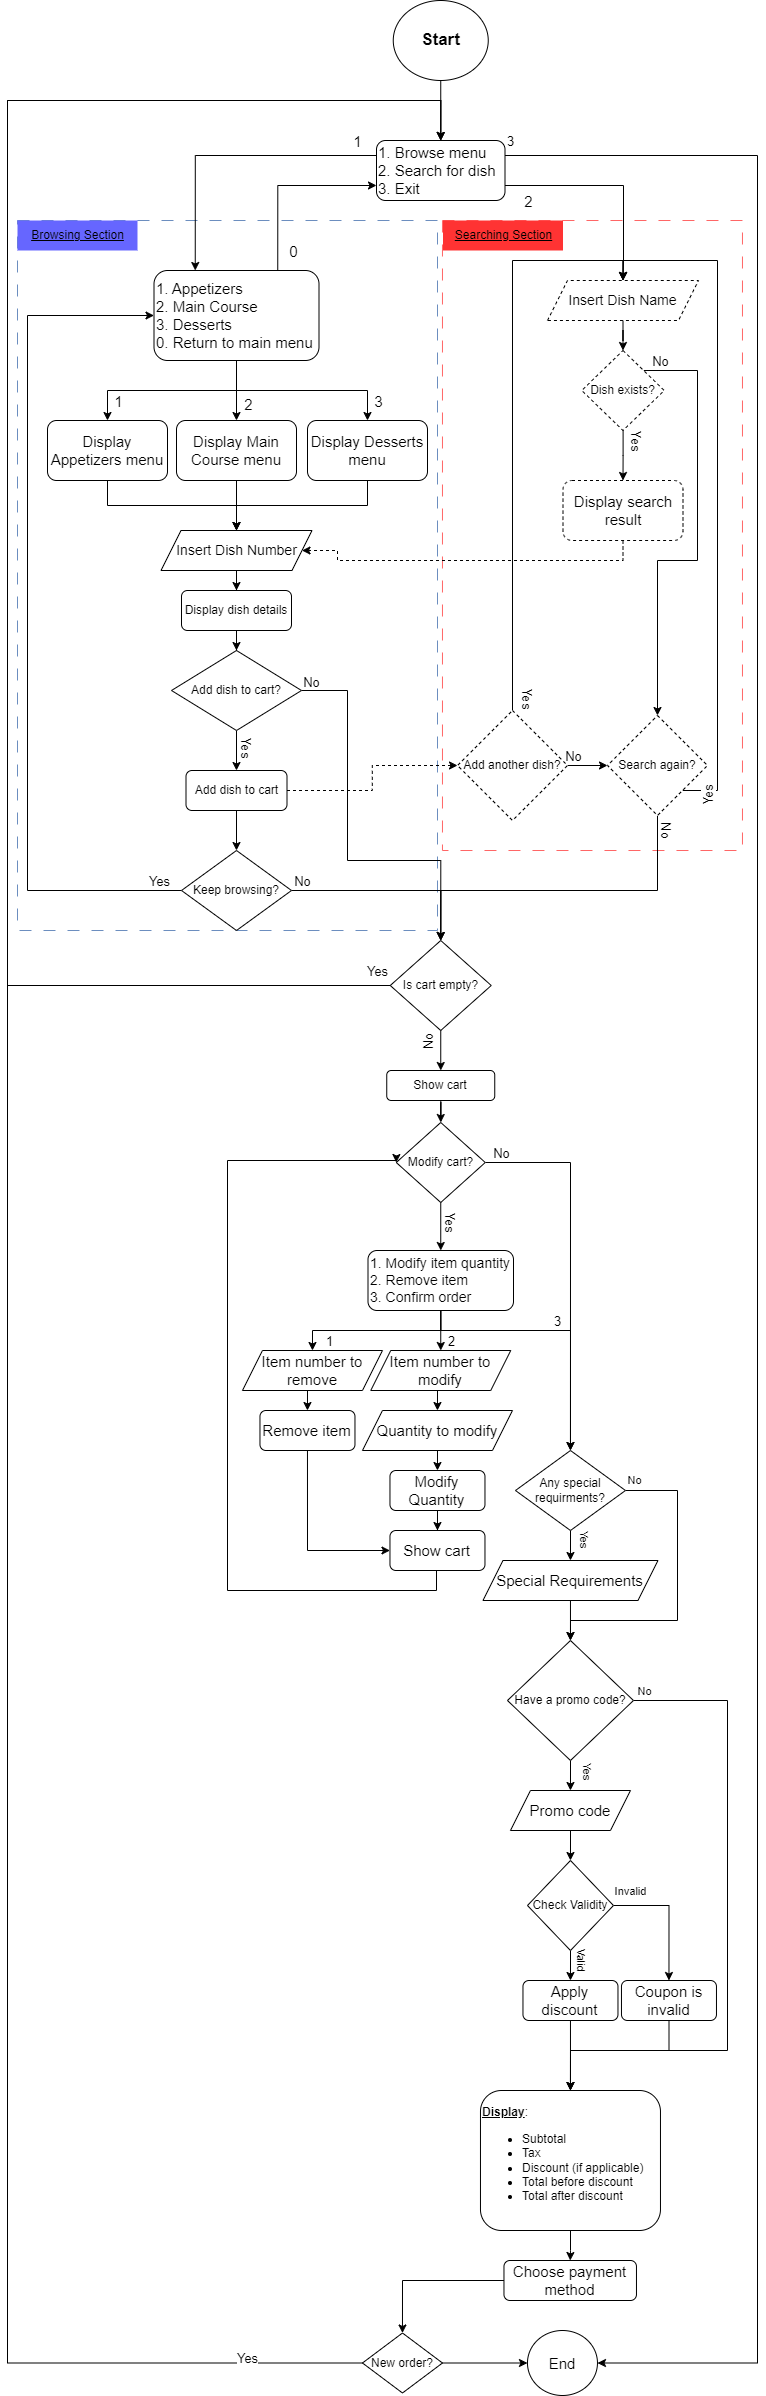 Start
1
3
1. Browse menu
2. Search for dish
3. Exit
2
Browsing Section
Searching Section
0
1. Appetizers
2. Main Course
3. Desserts
0. Return to main menu
Insert Dish Name
No
Dish exists?
1
2
3
Yes
Display
Appetizers menu
Display Main
Course menu
Display Desserts
menu
Display search
result
Insert Dish Number
Display dish details
Add dish to cart?
No
Yes
Yes
Add another dish?
No
Search again?
Yes
Add dish to cart
No
Yes
Keep browsing?
No
Yes
Is cart empty?
No
Show cart
Modify cart?
No
Yes
1. Modify item quantity
2. Remove item
3. Confirm order
3
1
2
Item number to
remove
Item number to
modify
Remove item
Quantity to modify
Modify
Quantity
Show cart
Any special
requirments?
No
Yes
Special Requirements
Have a promo code?
No
Yes
Promo code
Check Validity
Invalid
Valid
Apply
discount
Coupon is
invalid
Display:
• Subtotal
• Tax
• Discount (if applicable)
• Total before discount
• Total after discount
Choose payment
method
Yes
New order?
End